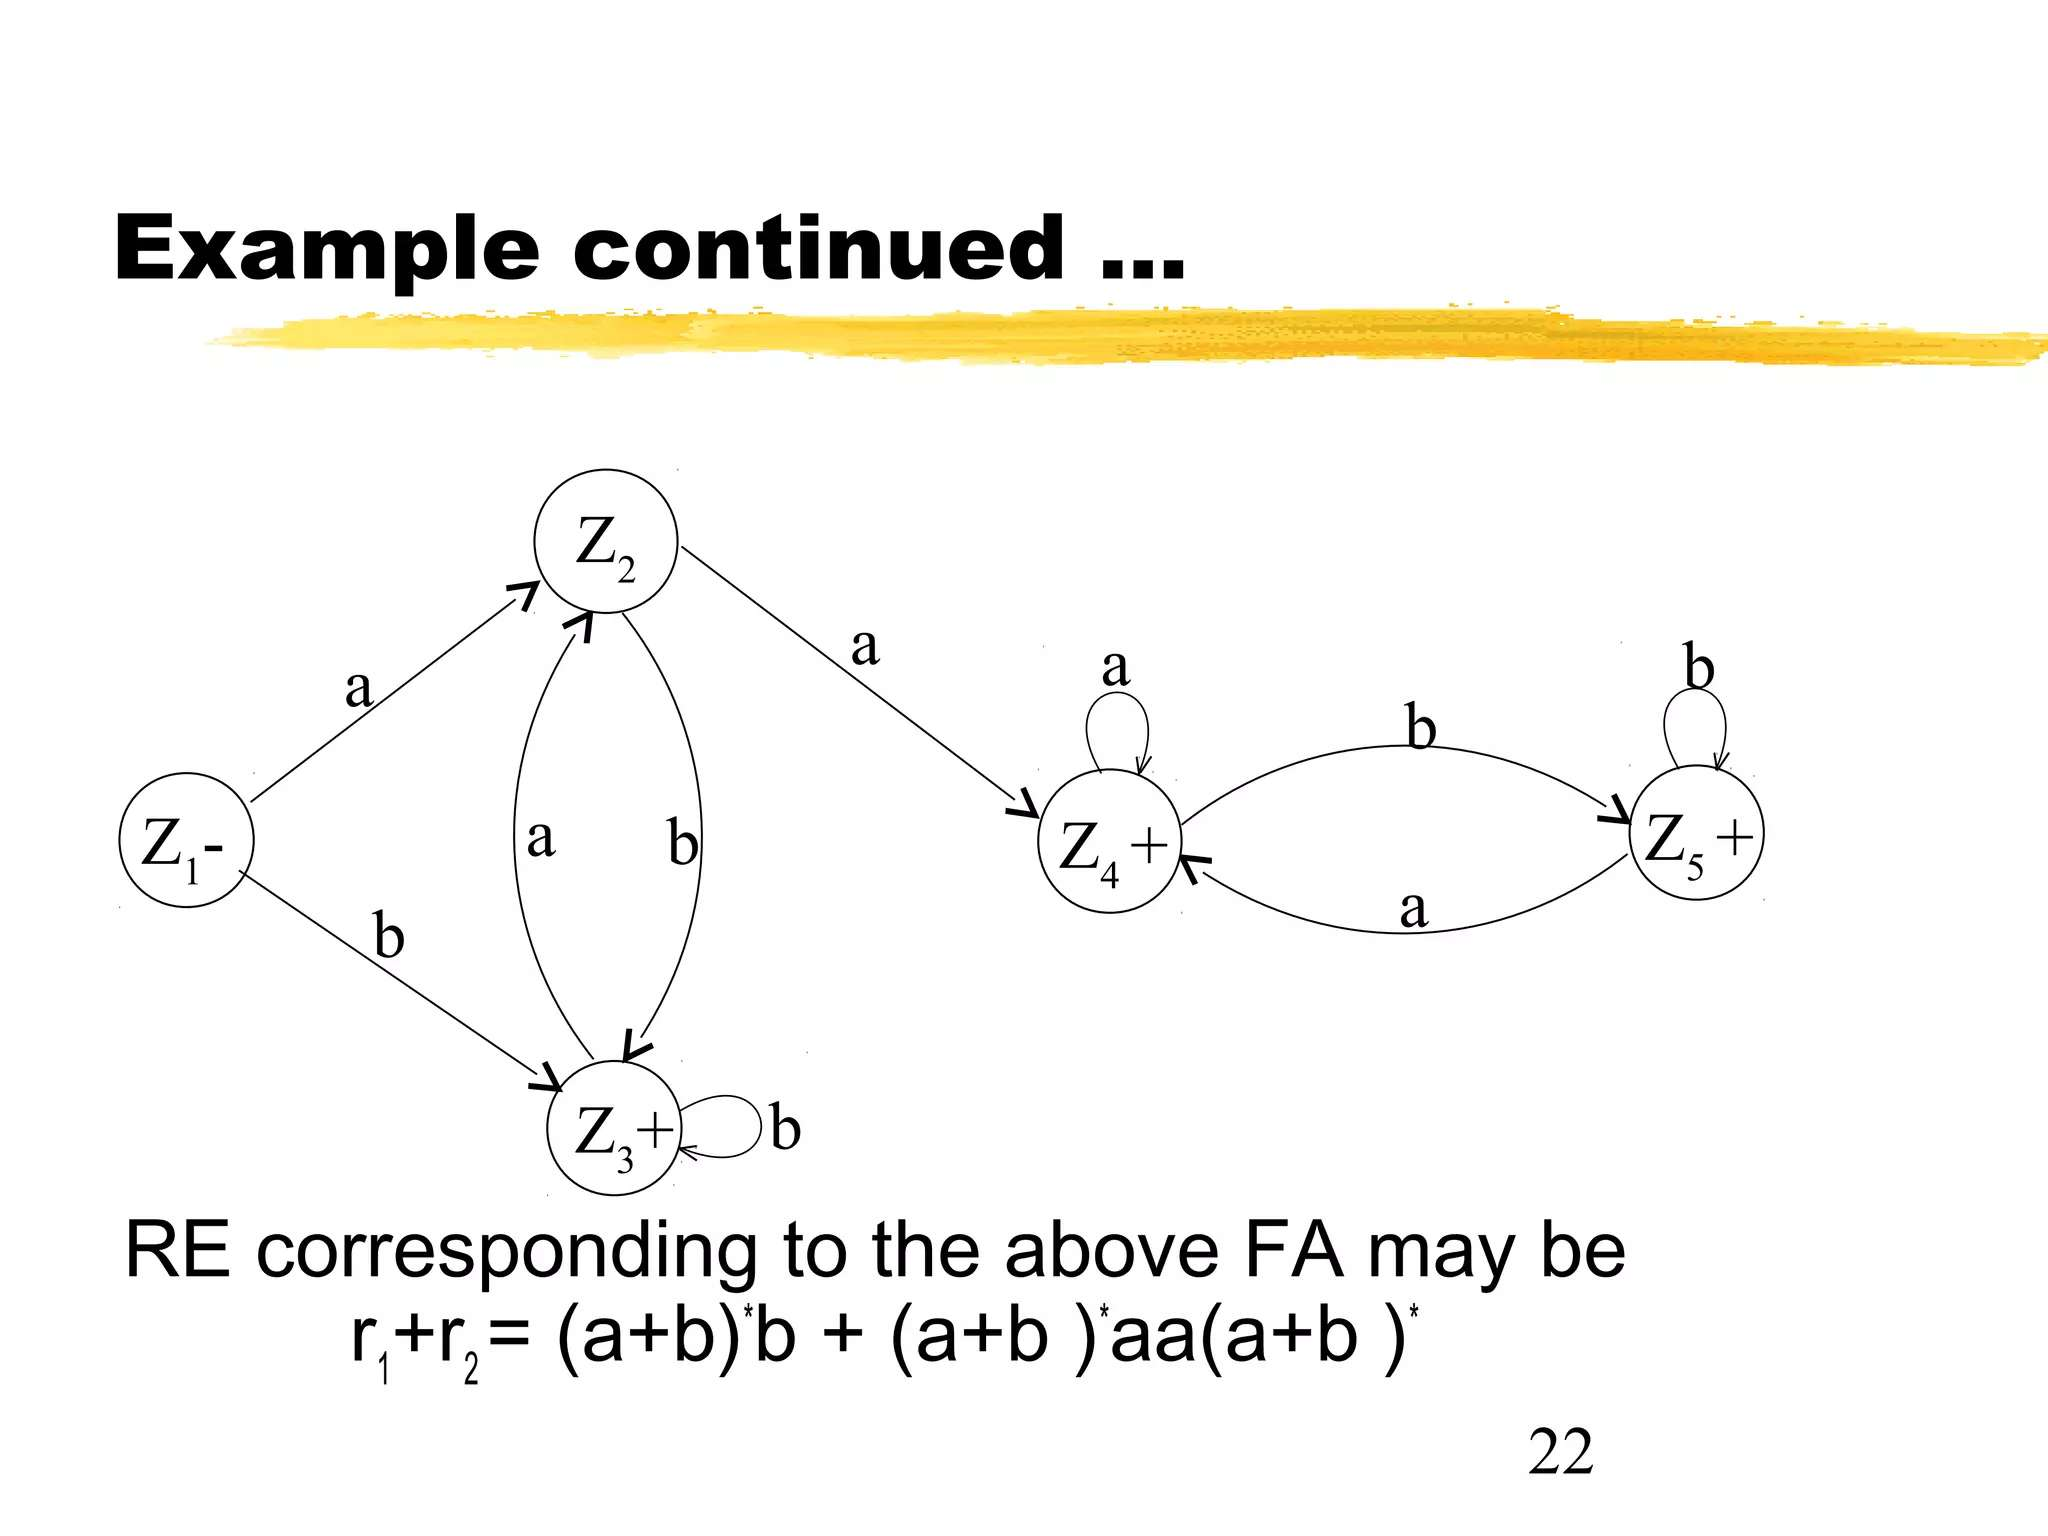 Example continued ...
Z2
a
a
a
b
b
Z1-
a
b
Z4 +
Z5 +
b
a
Z3+
b
RE corresponding to the above FA may be
r1+r2= (a+b)*b + (a+b )*aa(a+b )*
22